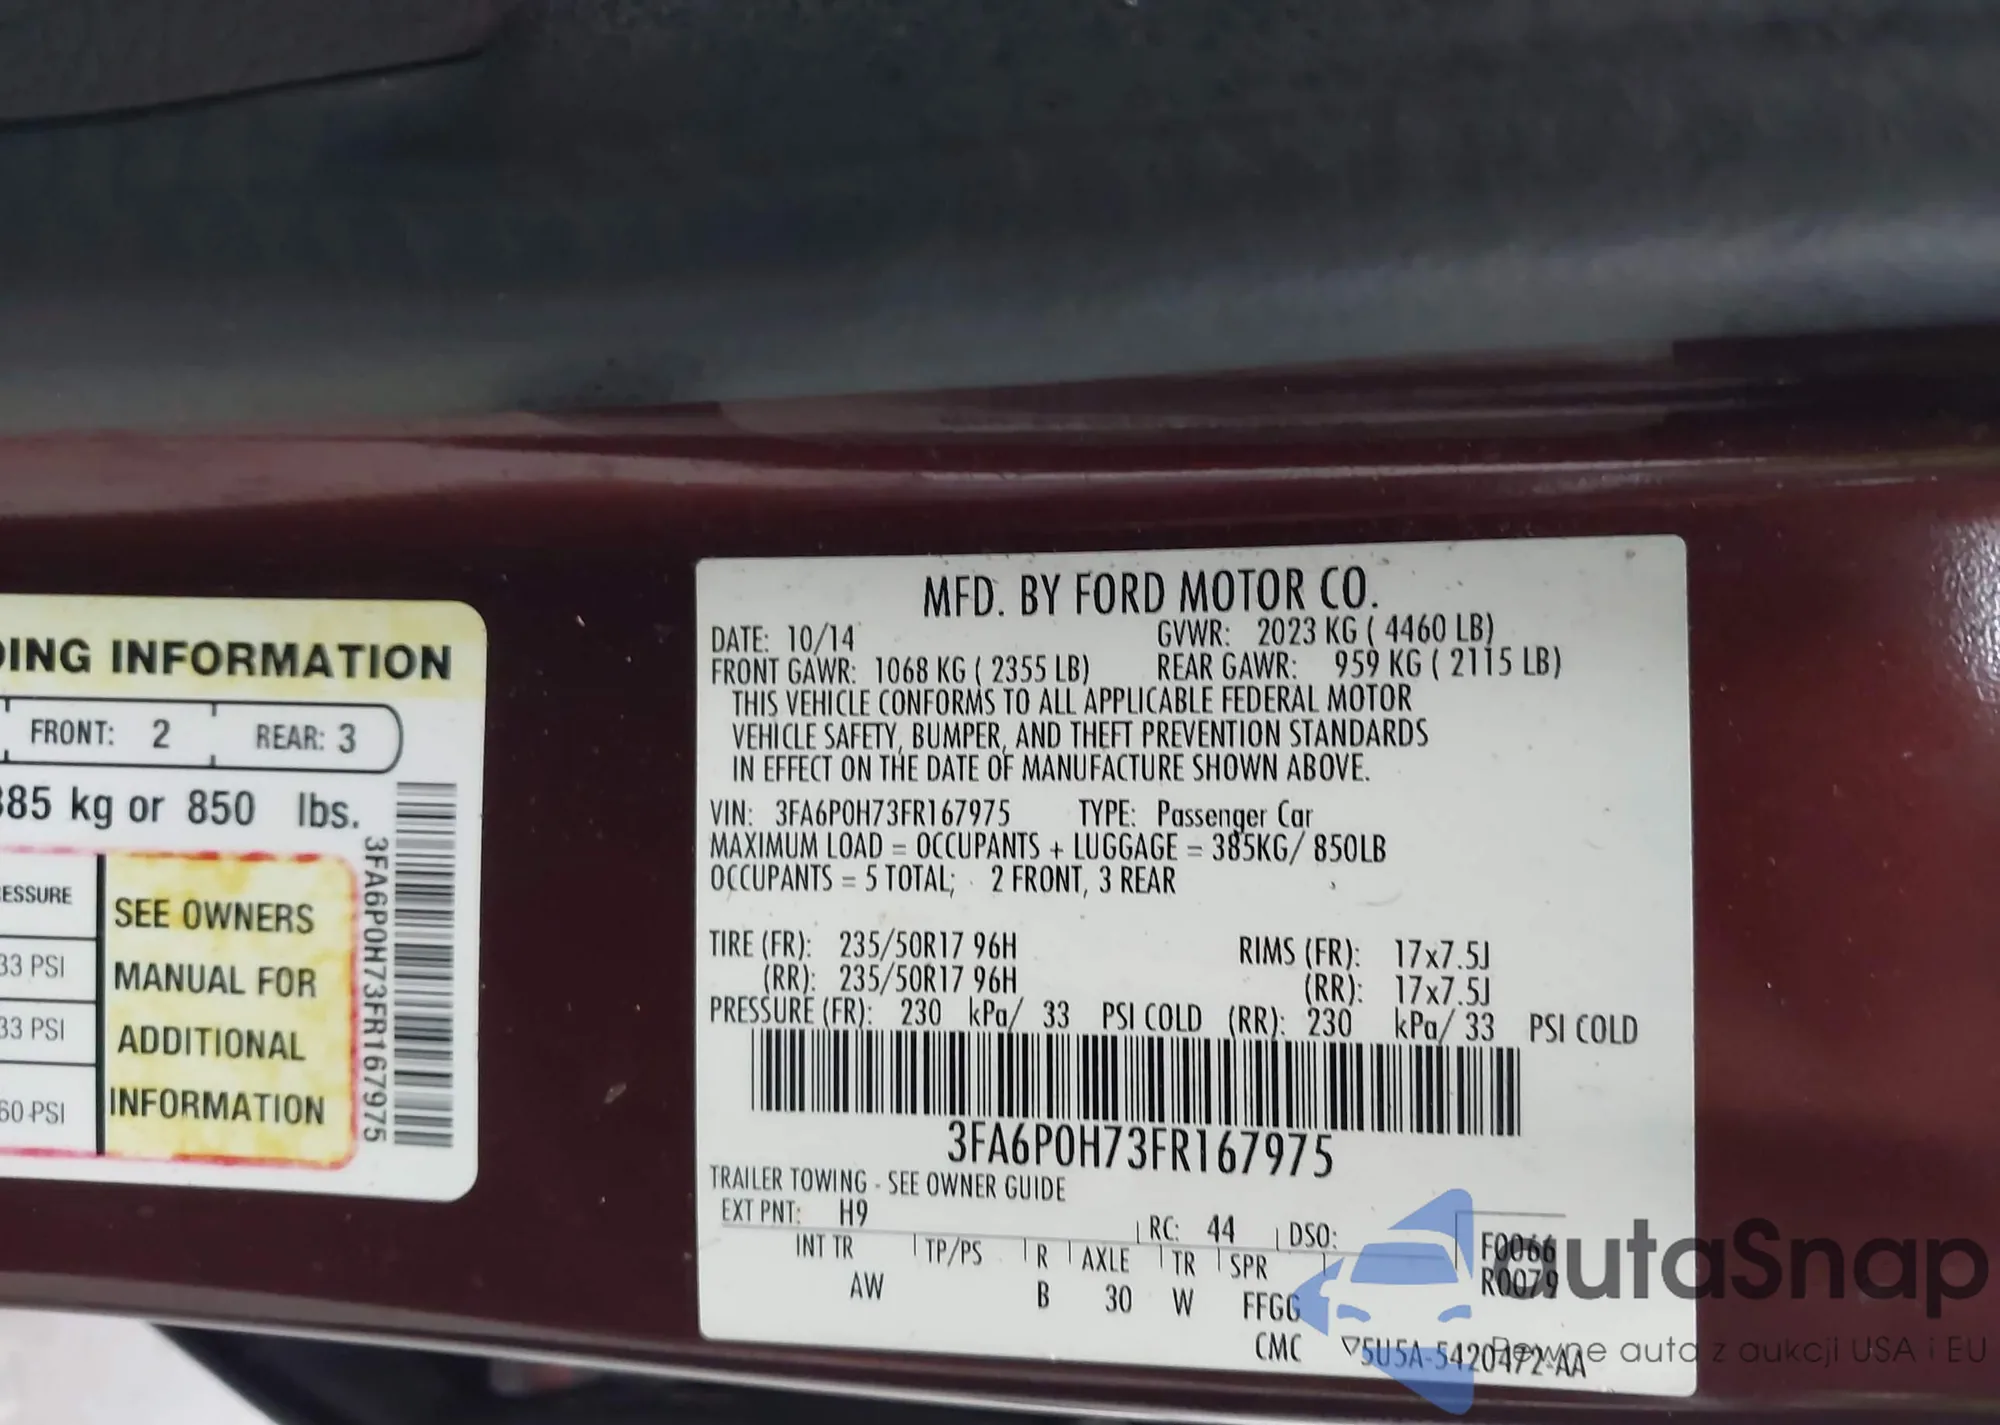 DING INFORMATION
FRONT: 2 REAR: 3
385 kg or 850 lbs.
ESSURE
33 PSI
33 PSI
60 PSI
SEE OWNERS
MANUAL FOR
ADDITIONAL
INFORMATION
3FA6P0H73FR167975
MFD. BY FORD MOTOR CO.
DATE: 10/14 GVWR: 2023 KG ( 4460 LB)
FRONT GAWR: 1068 KG ( 2355 LB) REAR GAWR: 959 KG ( 2115 LB)
THIS VEHICLE CONFORMS TO ALL APPLICABLE FEDERAL MOTOR
VEHICLE SAFETY, BUMPER, AND THEFT PREVENTION STANDARDS
IN EFFECT ON THE DATE OF MANUFACTURE SHOWN ABOVE.
VIN: 3FA6P0H73FR167975 TYPE: Passenger Car
MAXIMUM LOAD = OCCUPANTS + LUGGAGE = 385KG/ 850LB
OCCUPANTS = 5 TOTAL; 2 FRONT, 3 REAR
TIRE (FR): 235/50R17 96H RIMS (FR): 17x7.5J
(RR): 235/50R17 96H (RR): 17x7.5J
PRESSURE (FR): 230 kPa/ 33 PSI COLD (RR): 230 kPa/ 33 PSI COLD
3FA6P0H73FR167975
TRAILER TOWING - SEE OWNER GUIDE
EXT PNT: H9 RC: 44 DSO: F0066
INT TR TP/PS R AXLE TR SPR R0079
AW B 30 W FFGG
CMC 5U5A-5420472-AA
autaSnap
Pewne auta z aukcji USA i EU